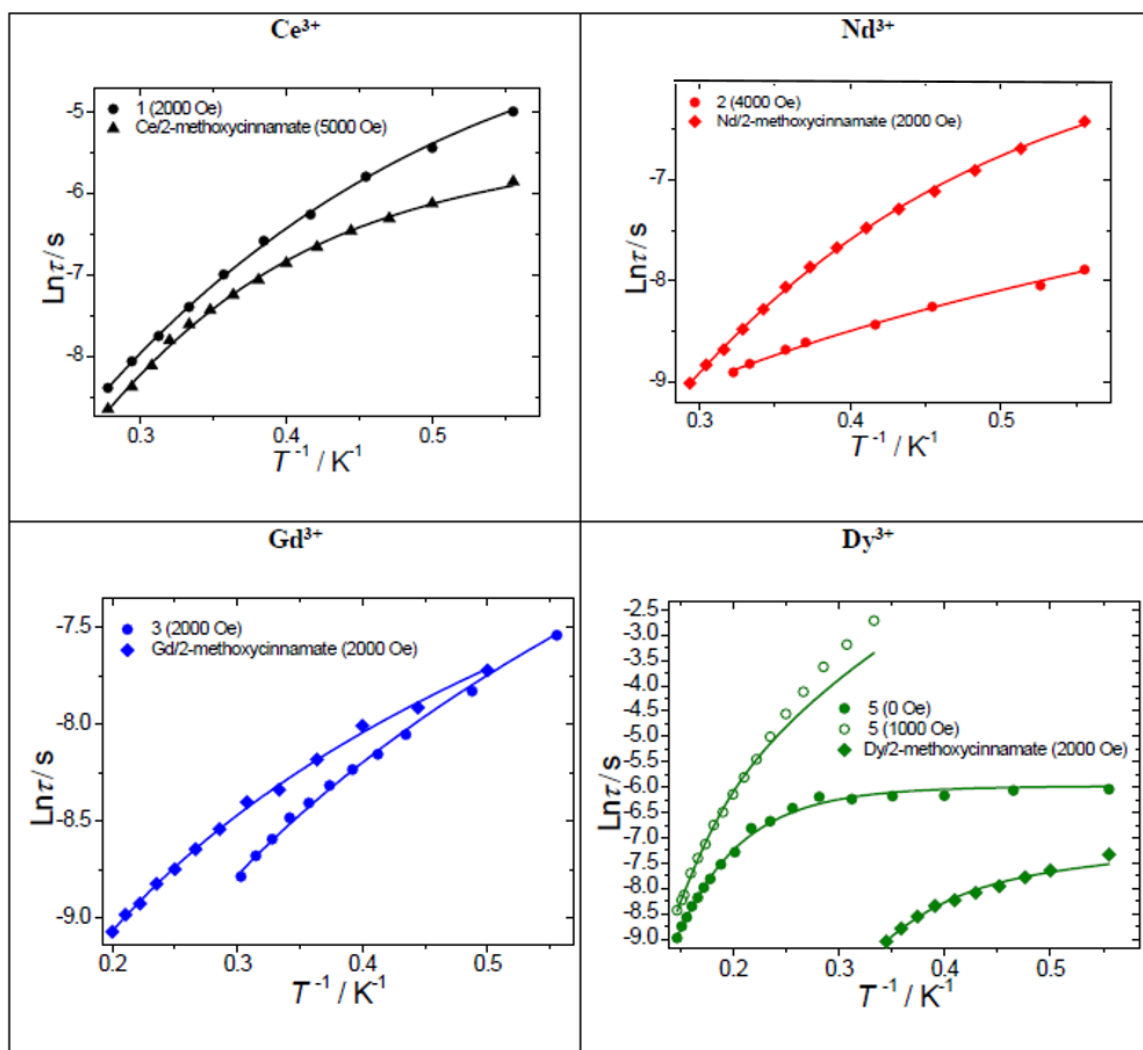 Ce³⁺
1 (2000 Oe)
Ce/2-methoxycinnamate (5000 Oe)
-5
-6
-7
-8
Lnτ/ s
0.3 0.4 0.5
T⁻¹ / K⁻¹
Nd³⁺
2 (4000 Oe)
Nd/2-methoxycinnamate (2000 Oe)
-7
-8
-9
Lnτ/ s
0.3 0.4 0.5
T⁻¹ / K⁻¹
Gd³⁺
3 (2000 Oe)
Gd/2-methoxycinnamate (2000 Oe)
-7.5
-8.0
-8.5
-9.0
Lnτ/ s
0.2 0.3 0.4 0.5
T⁻¹ / K⁻¹
Dy³⁺
-2.5
-3.0
-3.5
-4.0
-4.5
-5.0
-5.5
-6.0
-6.5
-7.0
-7.5
-8.0
-8.5
-9.0
5 (0 Oe)
5 (1000 Oe)
Dy/2-methoxycinnamate (2000 Oe)
Lnτ/ s
0.2 0.3 0.4 0.5
T⁻¹ / K⁻¹